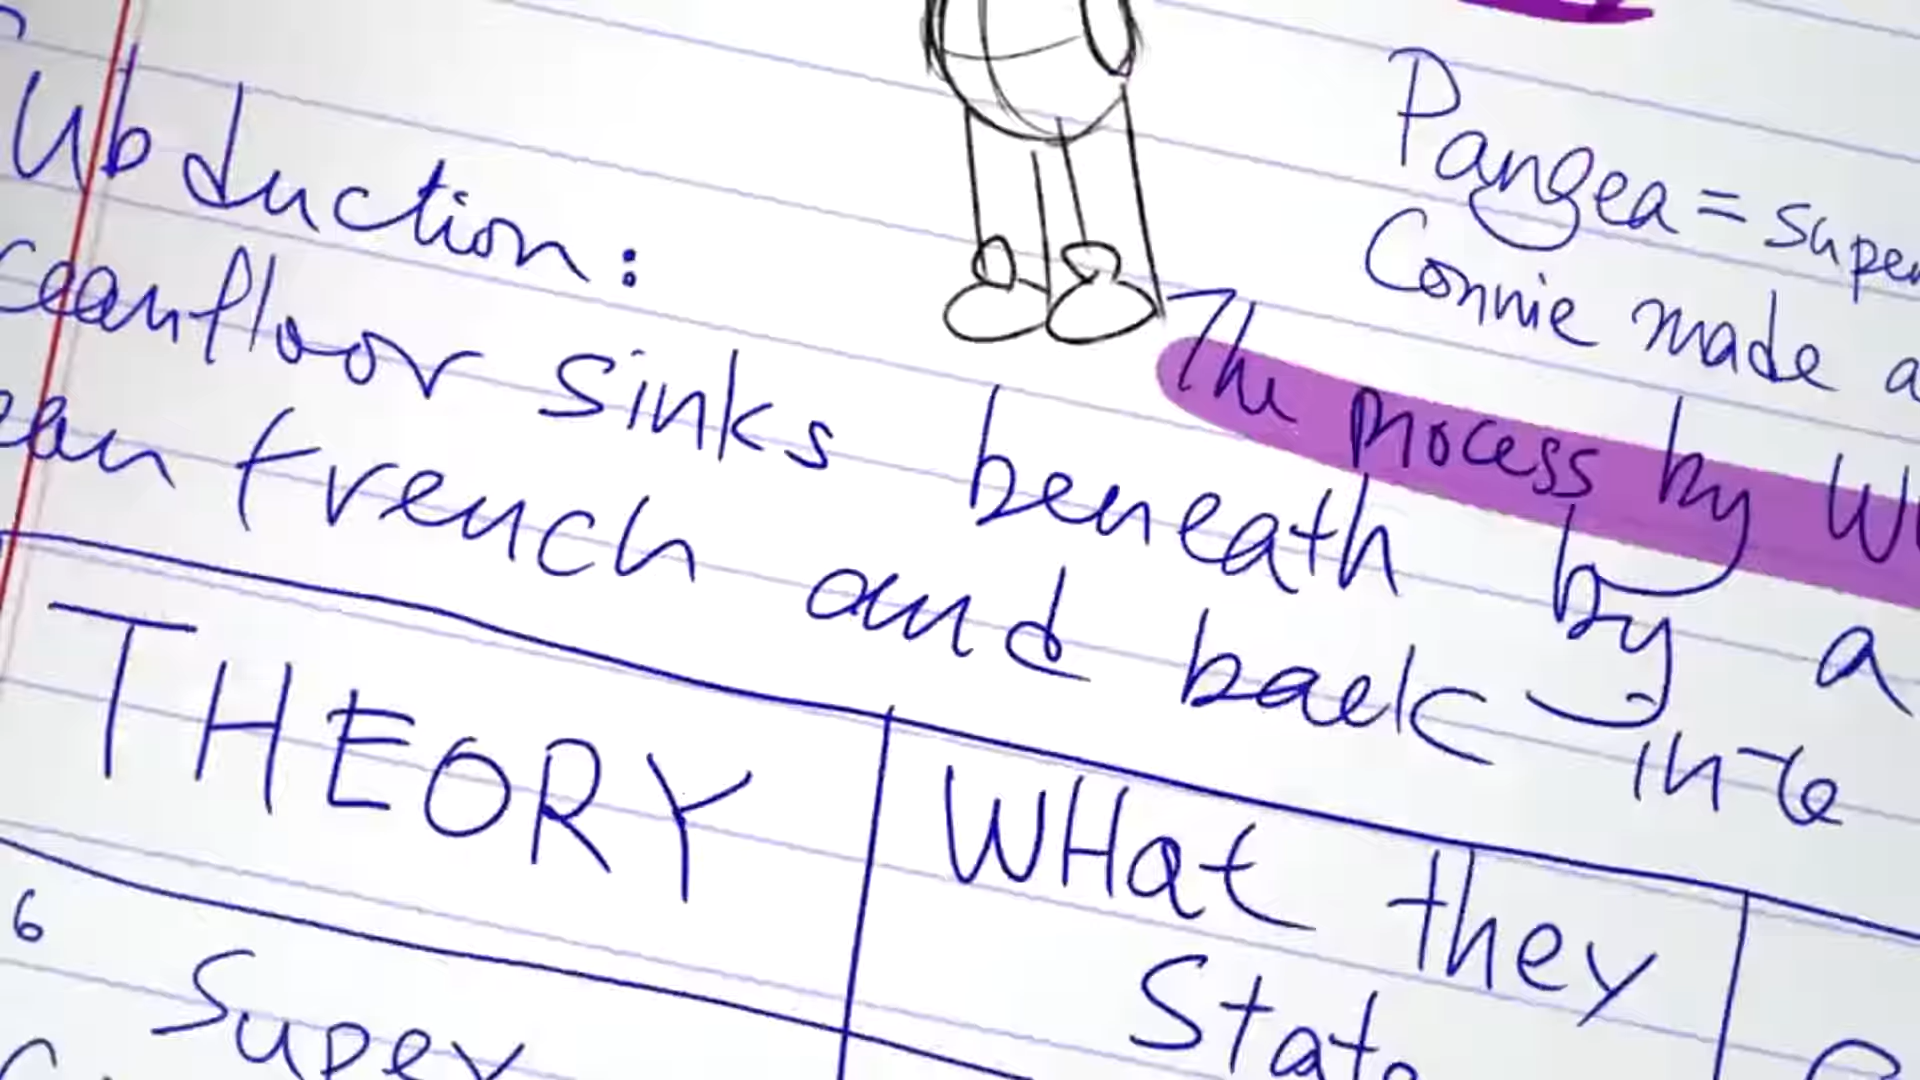 Pangea = super
Connie made a
ubduction: The process by
ceanfloor sinks beneath by a
ean trench and back into
THEORY
WHat they
State
6
Super